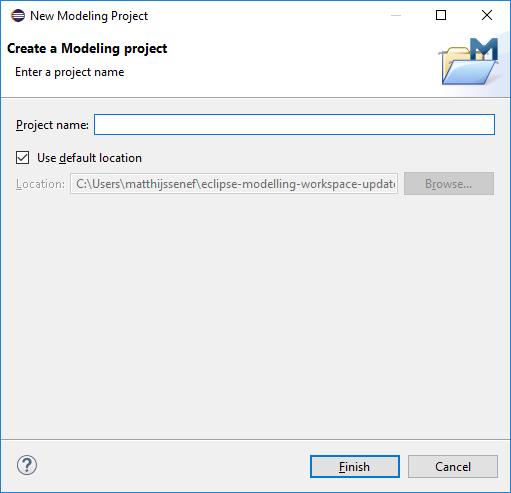 New Modeling Project
Create a Modeling project
Enter a project name
M
Project name:
Use default location
Location: C:\Users\matthijssenef\eclipse-modelling-workspace-updat Browse...
? Finish Cancel